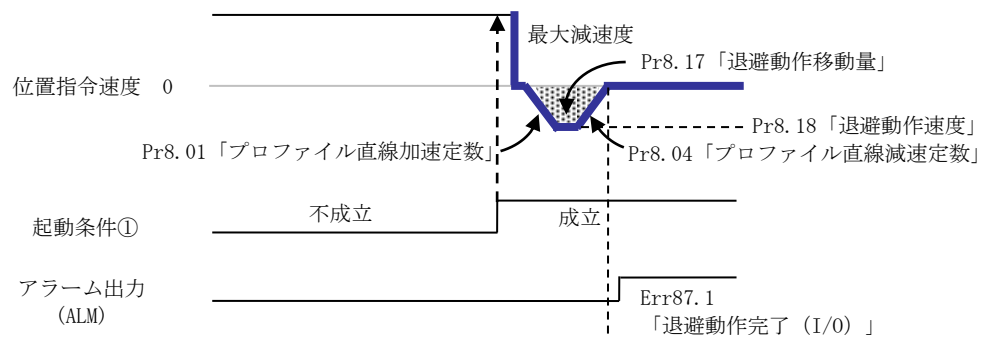 最大減速度
Pr8.17「退避動作移動量」
位置指令速度 0
Pr8.18「退避動作速度」
Pr8.01「プロファイル直線加速定数」
Pr8.04「プロファイル直線減速定数」
不成立
成立
起動条件①
アラーム出力
(ALM)
Err87.1
「退避動作完了（I/O）」